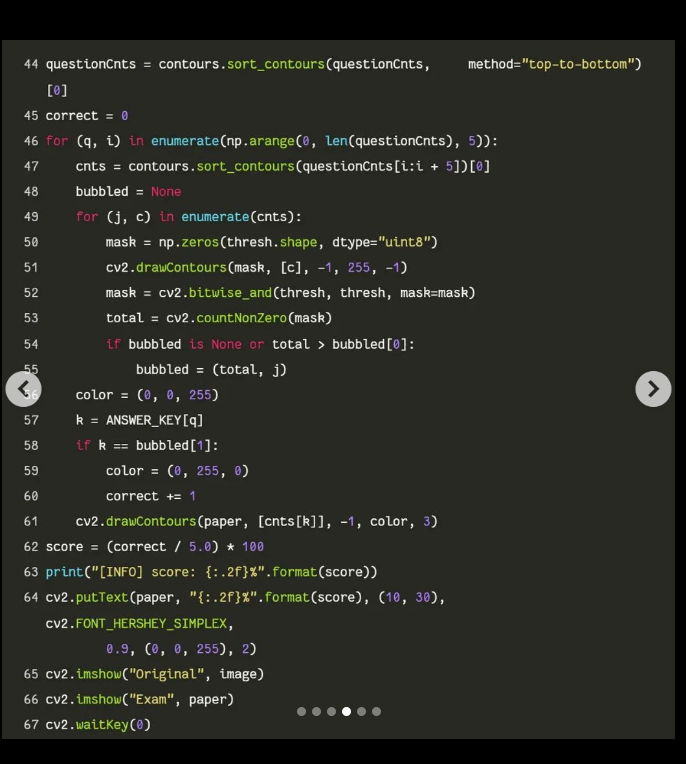 44 questionCnts = contours.sort_contours(questionCnts,     method="top-to-bottom")
[0]
45 correct = 0
46 for (q, i) in enumerate(np.arange(0, len(questionCnts), 5)):
47     cnts = contours.sort_contours(questionCnts[i:i + 5])[0]
48     bubbled = None
49     for (j, c) in enumerate(cnts):
50         mask = np.zeros(thresh.shape, dtype="uint8")
51         cv2.drawContours(mask, [c], -1, 255, -1)
52         mask = cv2.bitwise_and(thresh, thresh, mask=mask)
53         total = cv2.countNonZero(mask)
54         if bubbled is None or total > bubbled[0]:
55             bubbled = (total, j)
56     color = (0, 0, 255)
57     k = ANSWER_KEY[q]
58     if k == bubbled[1]:
59         color = (0, 255, 0)
60         correct += 1
61     cv2.drawContours(paper, [cnts[k]], -1, color, 3)
62 score = (correct / 5.0) * 100
63 print("[INFO] score: {:.2f}%".format(score))
64 cv2.putText(paper, "{:.2f}%".format(score), (10, 30),
cv2.FONT_HERSHEY_SIMPLEX,
        0.9, (0, 0, 255), 2)
65 cv2.imshow("Original", image)
66 cv2.imshow("Exam", paper)
67 cv2.waitKey(0)